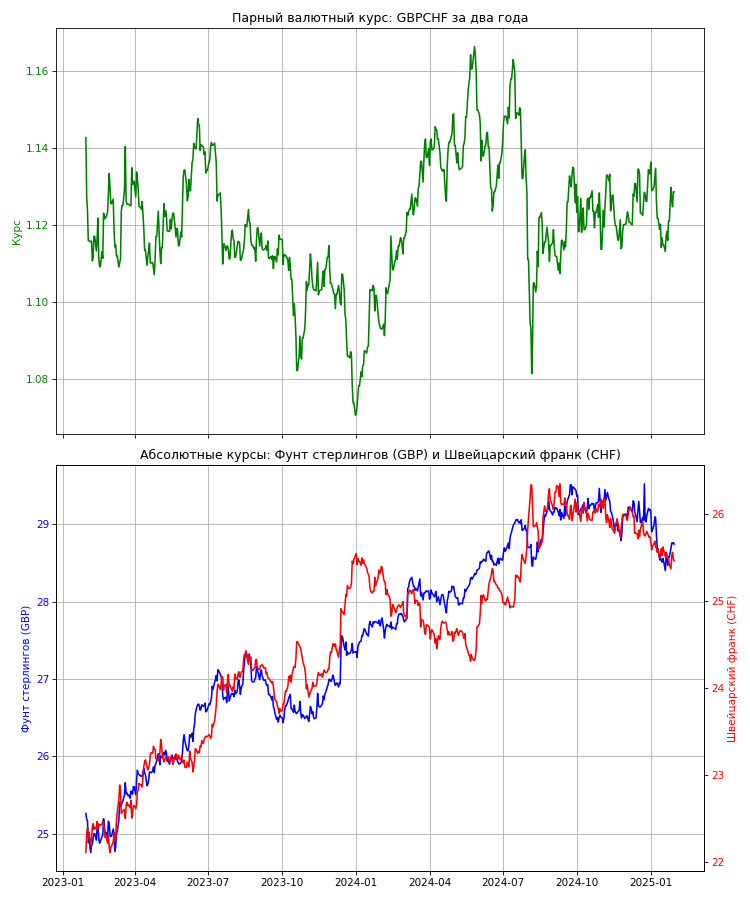 Парный валютный курс: GBPCHF за два года
1.16
1.14
1.12
1.10
1.08
Курс
Абсолютные курсы: Фунт стерлингов (GBP) и Швейцарский франк (CHF)
29
28
27
26
25
Фунт стерлингов (GBP)
26
25
24
23
22
Швейцарский франк (CHF)
2023-01 2023-04 2023-07 2023-10 2024-01 2024-04 2024-07 2024-10 2025-01